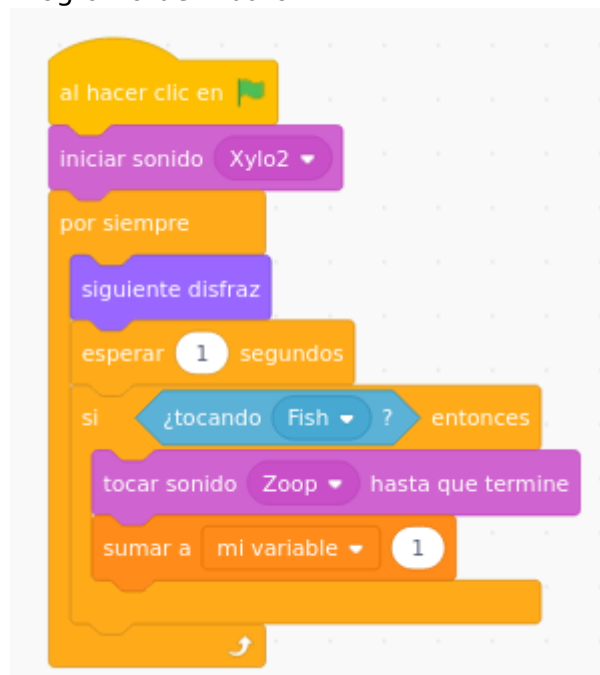 al hacer clic en
iniciar sonido Xylo2
por siempre
siguiente disfraz
esperar 1 segundos
si ¿tocando Fish ? entonces
tocar sonido Zoop hasta que termine
sumar a mi variable 1